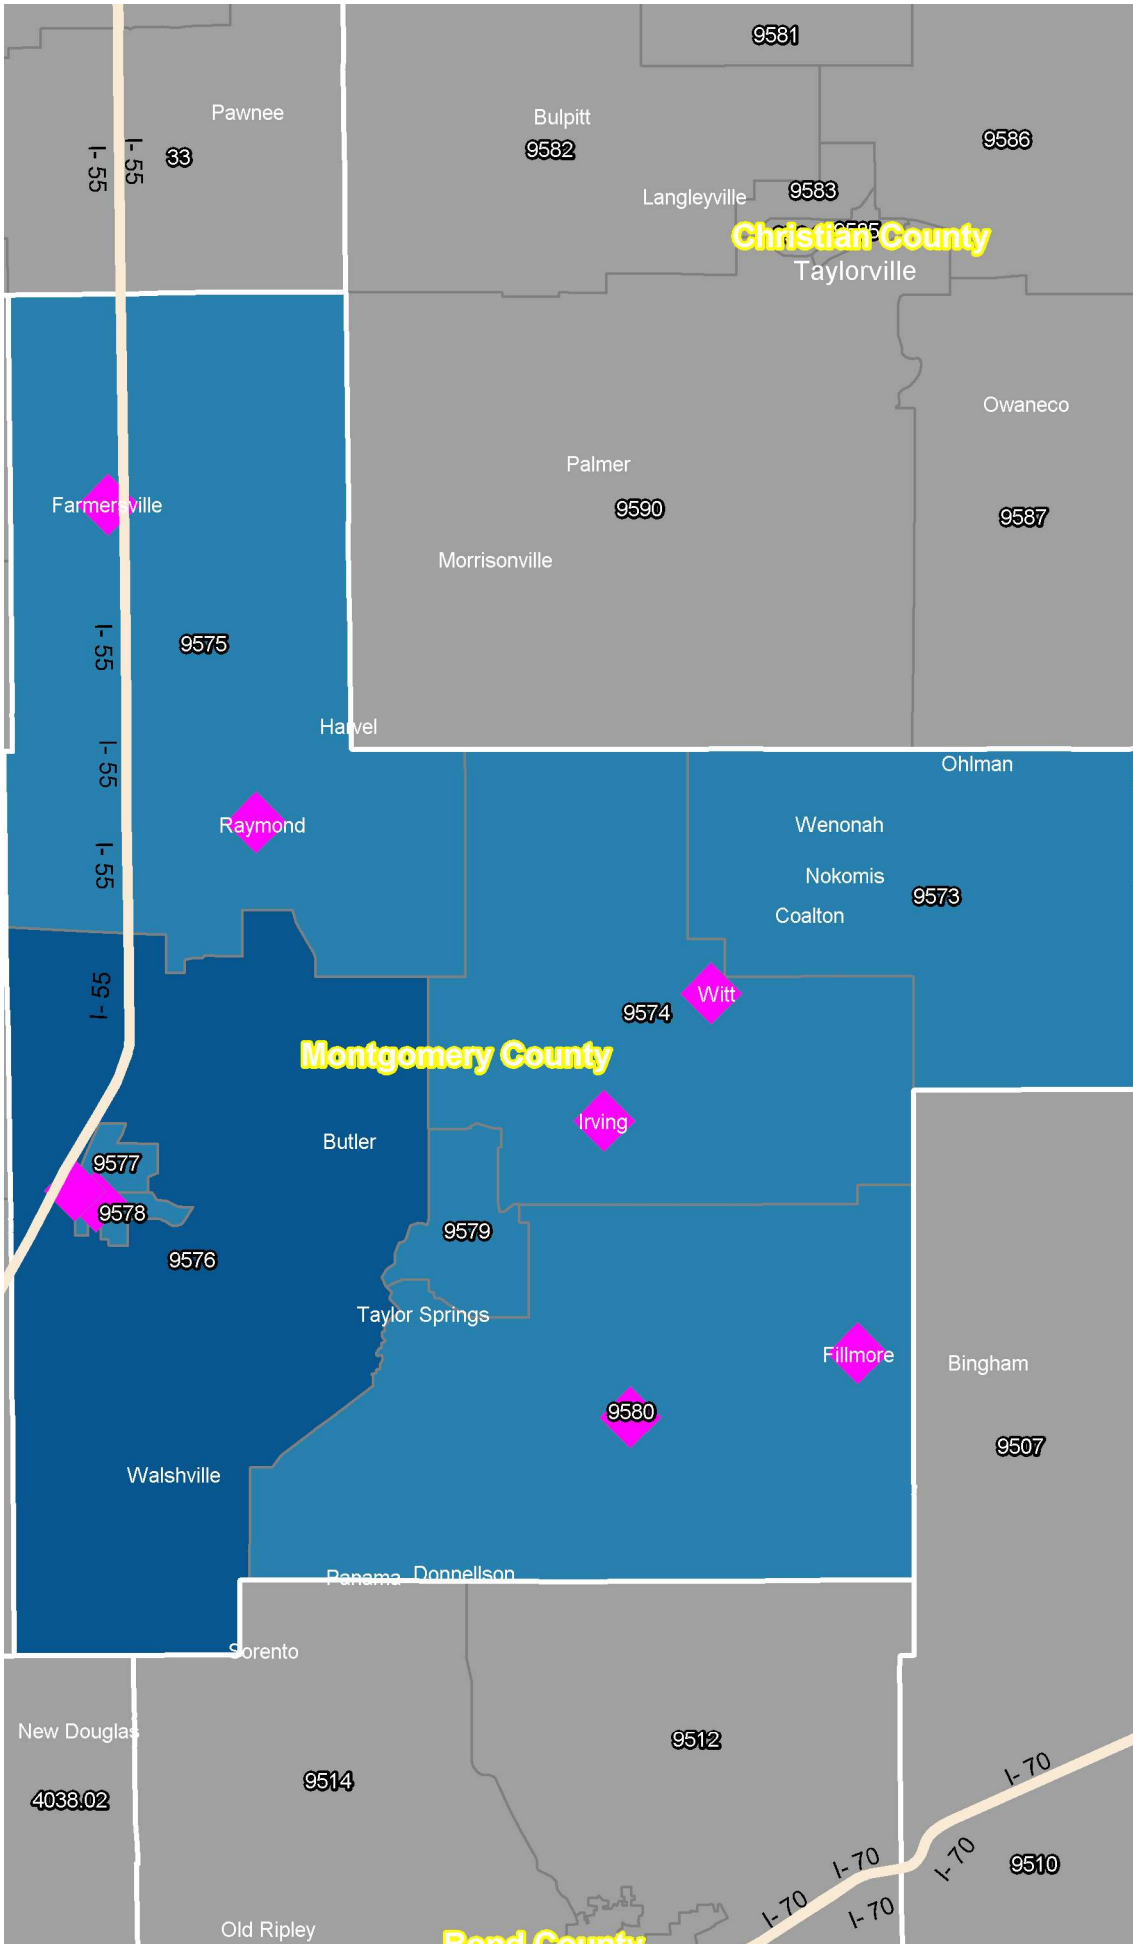 9581
Pawnee
Bulpitt
9582
9586
33
I- 55
I- 55
9583
Langleyville
9585
Christian County
Taylorville
Owaneco
Palmer
Farmersville
9590
9587
Morrisonville
9575
I- 55
Harvel
I- 55
Ohlman
Raymond
Wenonah
I- 55
Nokomis
9573
Coalton
I- 55
Witt
9574
Montgomery County
Irving
Butler
9577
9578
9579
9576
Taylor Springs
Fillmore
Bingham
9580
9507
Walshville
Panama
Donnellson
Sorento
New Douglas
9512
I- 70
9514
4038.02
I- 70
I- 70
9510
I- 70
I- 70
Old Ripley
Bond County